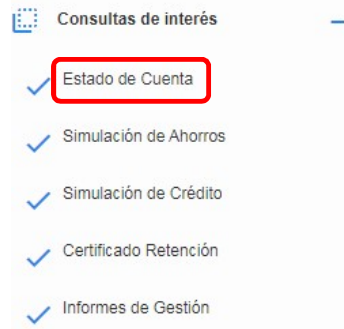 Consultas de interés
Estado de Cuenta
Simulación de Ahorros
Simulación de Crédito
Certificado Retención
Informes de Gestión